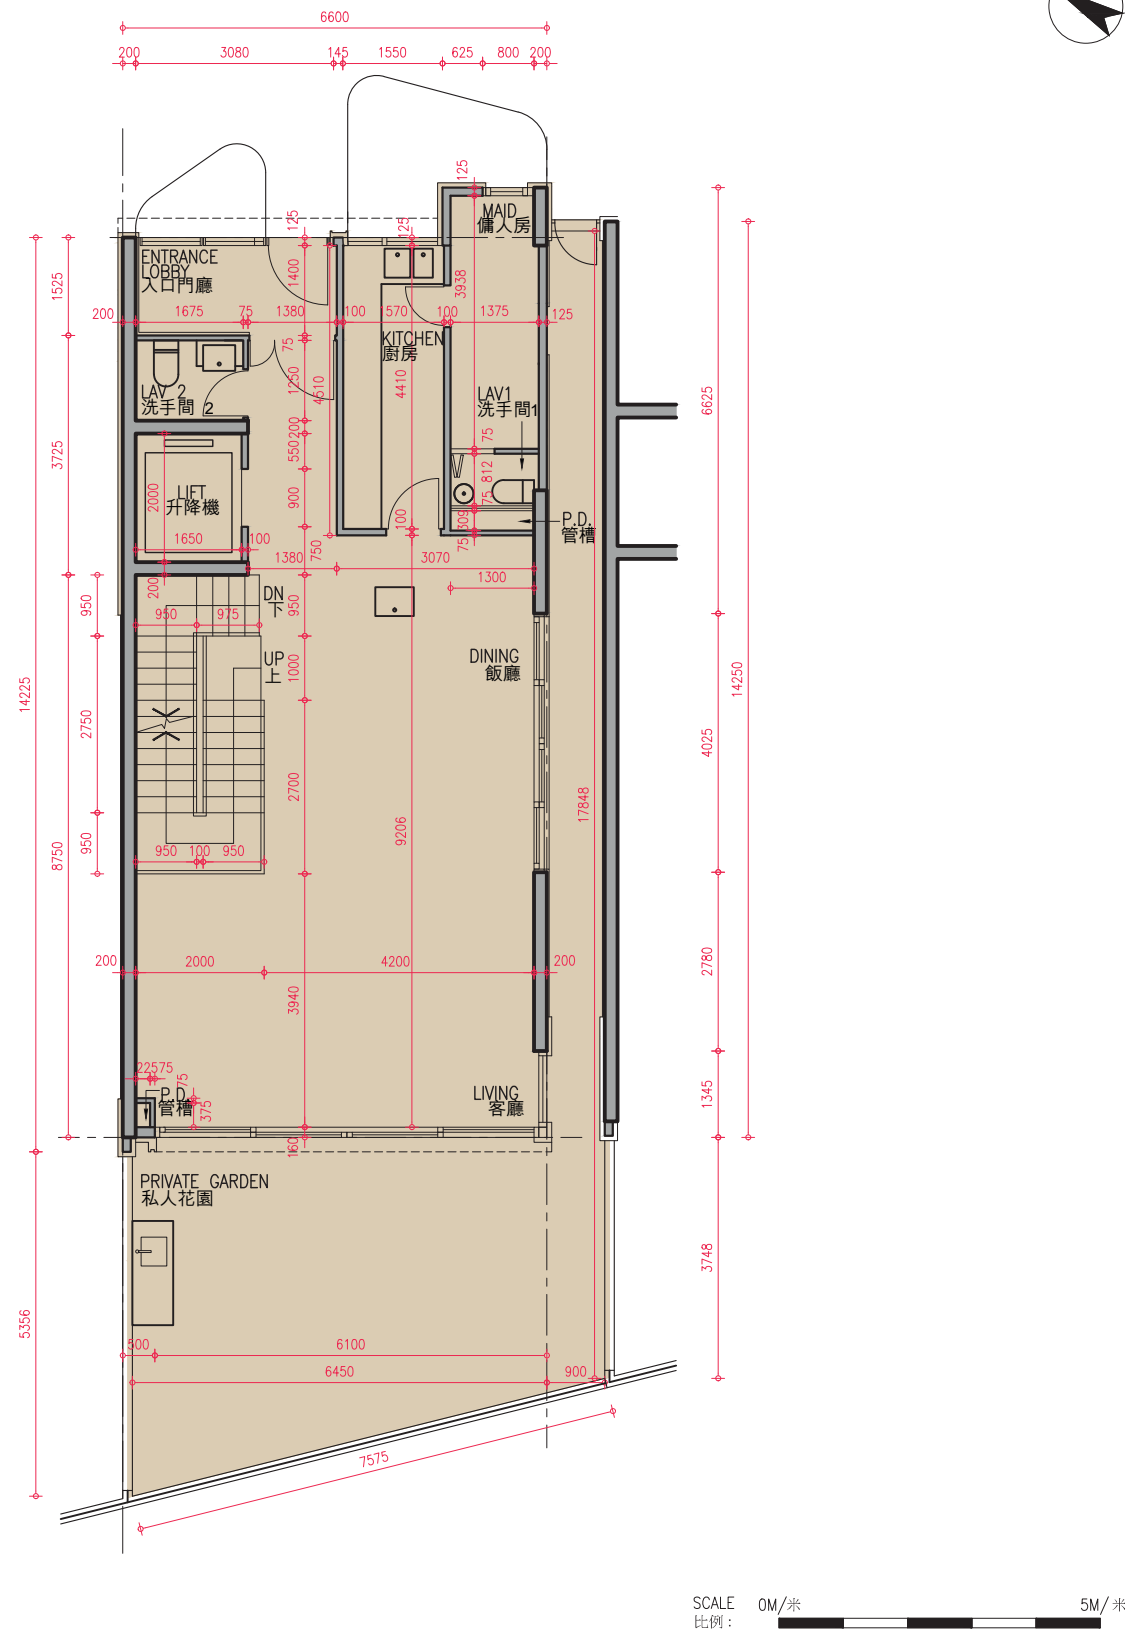 6600
200 3080 145 1550 625 800 200
125
MAID
傭人房
125
125
ENTRANCE
LOBBY
入口門廳
1400
3938
1525
200 1675 75 1380 100 1570 100 1375 125
KITCHEN
廚房
75
1250
4510
4410
LAV 2
洗手間 2
LAV1
洗手間1
6625
200
550
75
3725
812
LIFT
升降機
2000
900
75
100
309
P.D.
管槽
1650 100
750
75
1380 3070
200
1300
950
DN
下
950
950 975
UP
上
1000
DINING
飯廳
14225
14250
2750
4025
2700
17848
9206
950
8750
950 100 950
200 2000 4200 200
2780
3940
22575
75
P.D.
管槽
375
LIVING
客廳
1345
160
PRIVATE GARDEN
私人花園
3748
5356
500 6100
6450 900
7575
SCALE 0M/米 5M/米
比例：